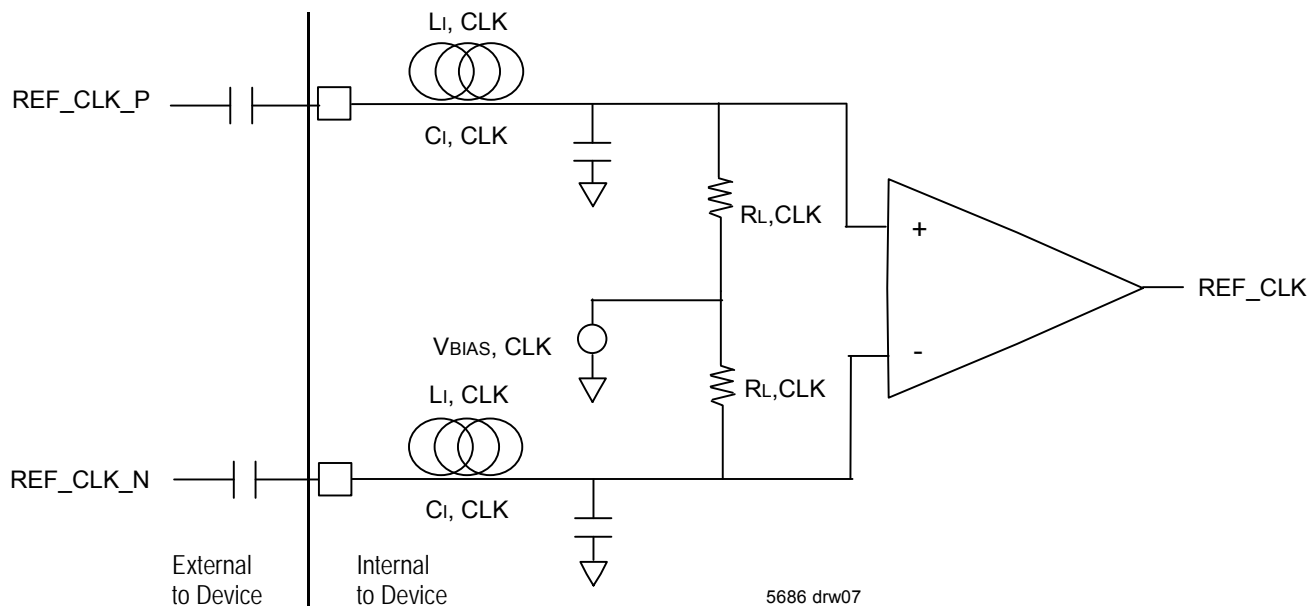 LI, CLK
REF_CLK_P
CI, CLK
RL,CLK
+
REF_CLK
VBIAS, CLK
-
RL,CLK
LI, CLK
REF_CLK_N
CI, CLK
External
to Device
Internal
to Device
5686 drw07